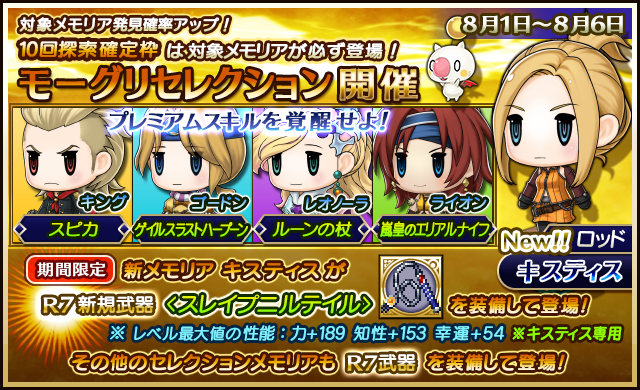 対象メモリア発見確率アップ！
8月1日～8月6日
10回探索確定枠 は対象メモリアが必ず登場！
モーグリセレクション開催
プレミアムスキルを覚醒せよ！
キング
スピカ
ゴードン
ゲイルスラストハープーン
レオノーラ
ルーンの杖
ライオン
嵐皇のエリアルナイフ
New!! ロッド
キスティス
期間限定 新メモリア キスティス が
R7新規武器 <スレイプニルテイル> を装備して登場！
※ レベル最大値の性能：力+189 知性+153 幸運+54 ※キスティス専用
その他のセレクションメモリアも R7武器 を装備して登場！